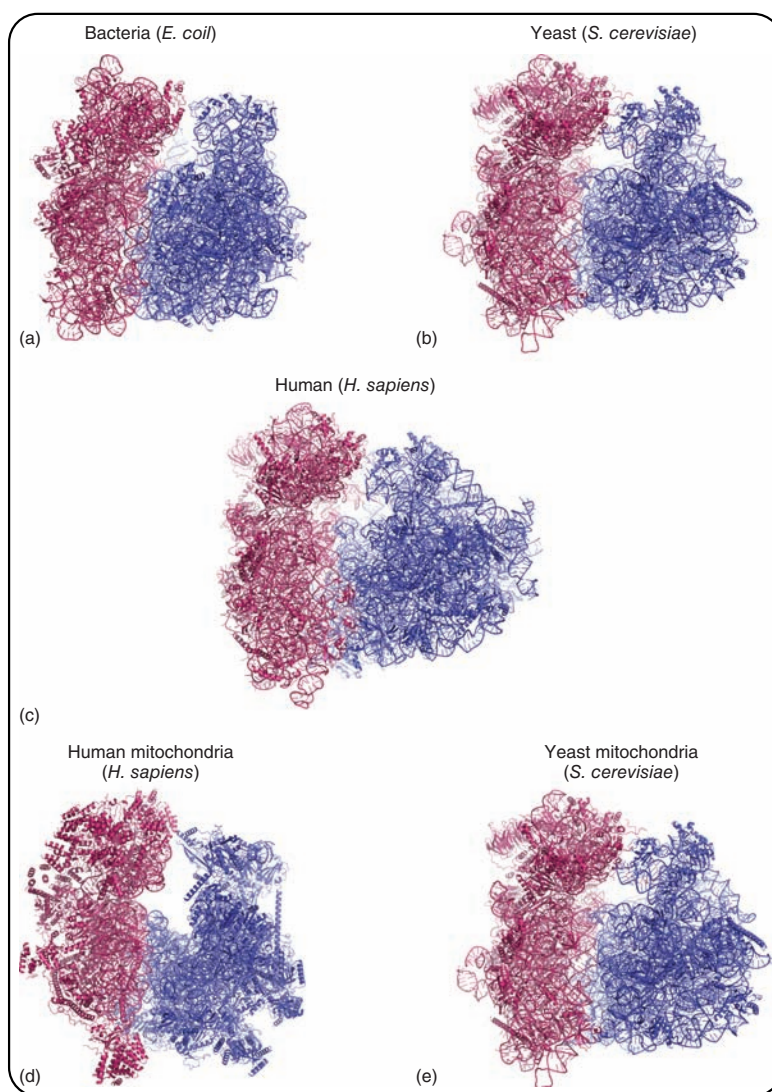 Bacteria (E. coil)
Yeast (S. cerevisiae)
(a)
(b)
Human (H. sapiens)
(c)
Human mitochondria
(H. sapiens)
Yeast mitochondria
(S. cerevisiae)
(d)
(e)